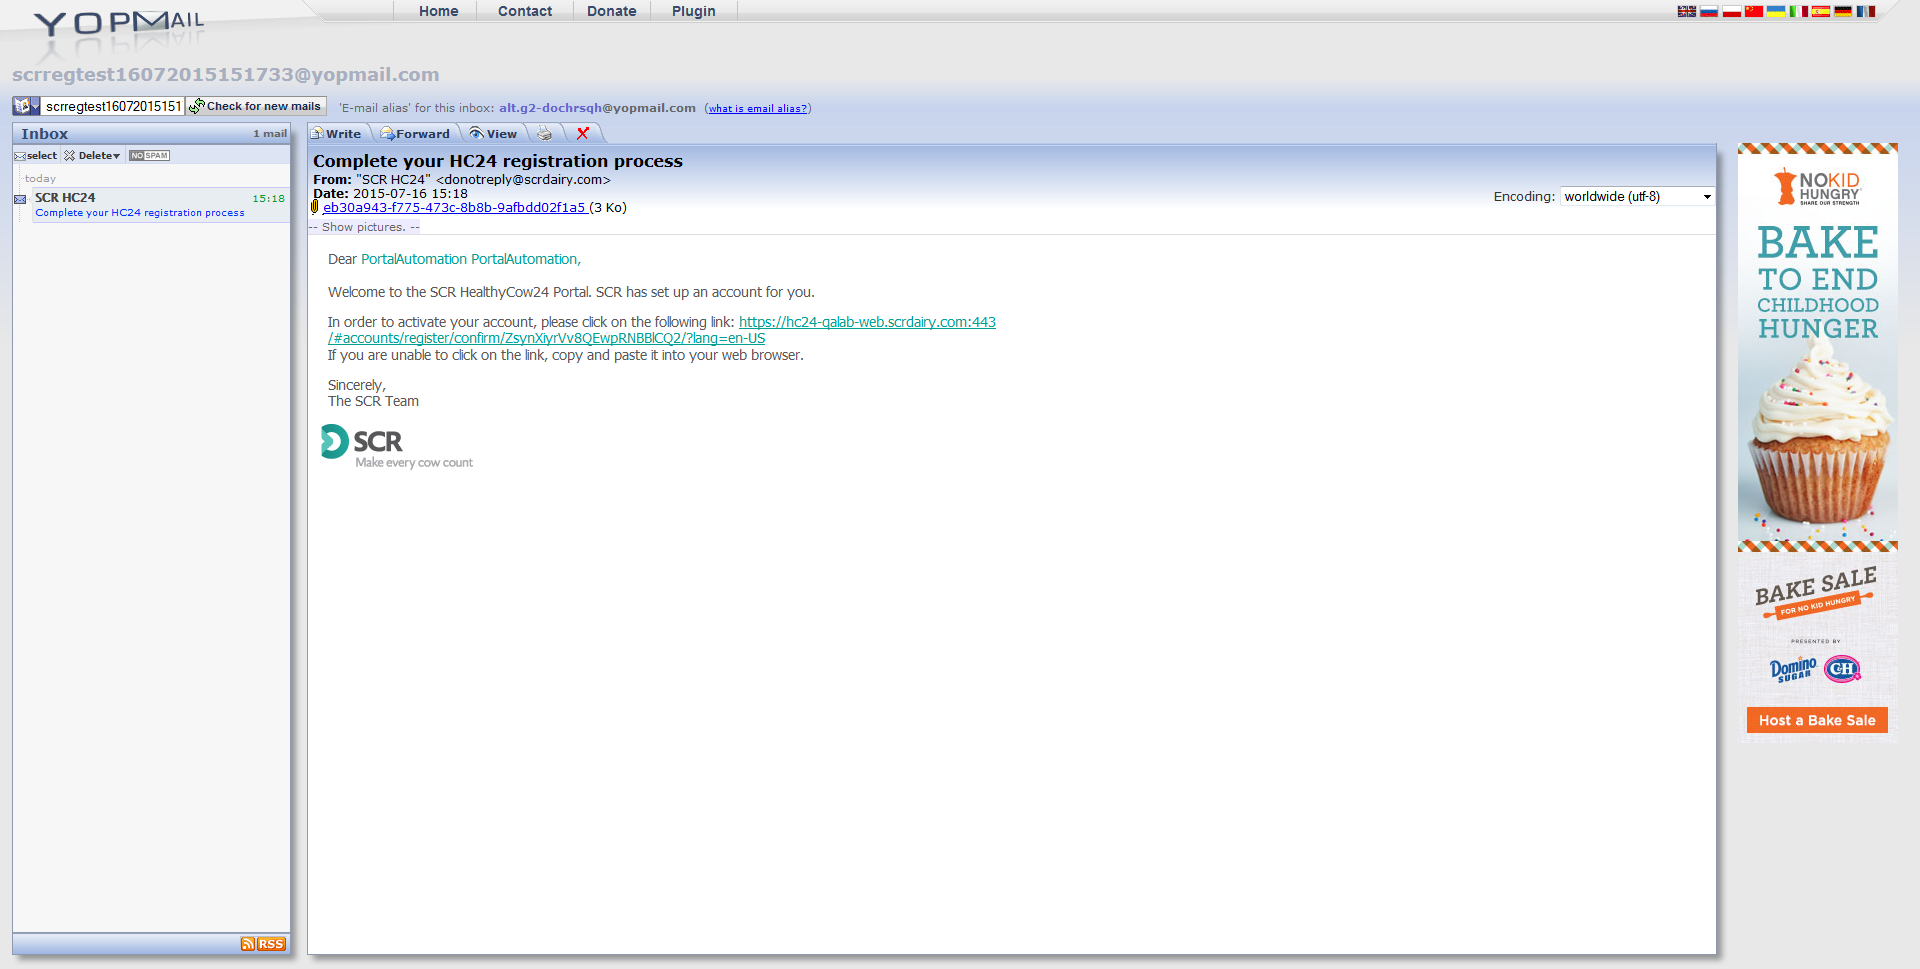 YOPMAIL
Home
Contact
Donate
Plugin
scrregtest16072015151733@yopmail.com
scrregtest16072015151
Check for new mails
'E-mail alias' for this inbox: alt.g2-dochrsqh@yopmail.com (what is email alias?)
Inbox
1 mail
select
Delete
NO SPAM
today
SCR HC24
15:18
Complete your HC24 registration process
RSS
Write
Forward
View
Complete your HC24 registration process
From: "SCR HC24" <donotreply@scrdairy.com>
Date: 2015-07-16 15:18
eb30a943-f775-473c-8b8b-9afbdd02f1a5 (3 Ko)
Encoding: worldwide (utf-8)
-- Show pictures. --
Dear PortalAutomation PortalAutomation,
Welcome to the SCR HealthyCow24 Portal. SCR has set up an account for you.
In order to activate your account, please click on the following link: https://hc24-qalab-web.scrdairy.com:443
/#accounts/register/confirm/ZsynXiyrVv8QEwpRNBBlCQ2/?lang=en-US
If you are unable to click on the link, copy and paste it into your web browser.
Sincerely,
The SCR Team
SCR
Make every cow count
NOKID
HUNGRY
SHARE OUR STRENGTH
BAKE
TO END
CHILDHOOD
HUNGER
BAKE SALE
FOR NO KID HUNGRY
PRESENTED BY
Domino
SUGAR
C&H
Host a Bake Sale